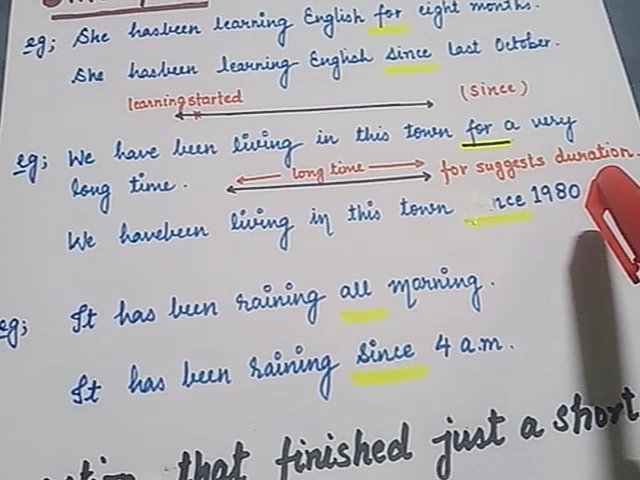 eg; She hasbeen learning English for eight months.
She hasbeen learning English since last October.
learning started (since)
eg; We have been living in this town for a very
long time. long time for suggests duration.
We havebeen living in this town nce 1980
eg; It has been raining all morning.
It has been raining since 4 a.m.
that finished just a short